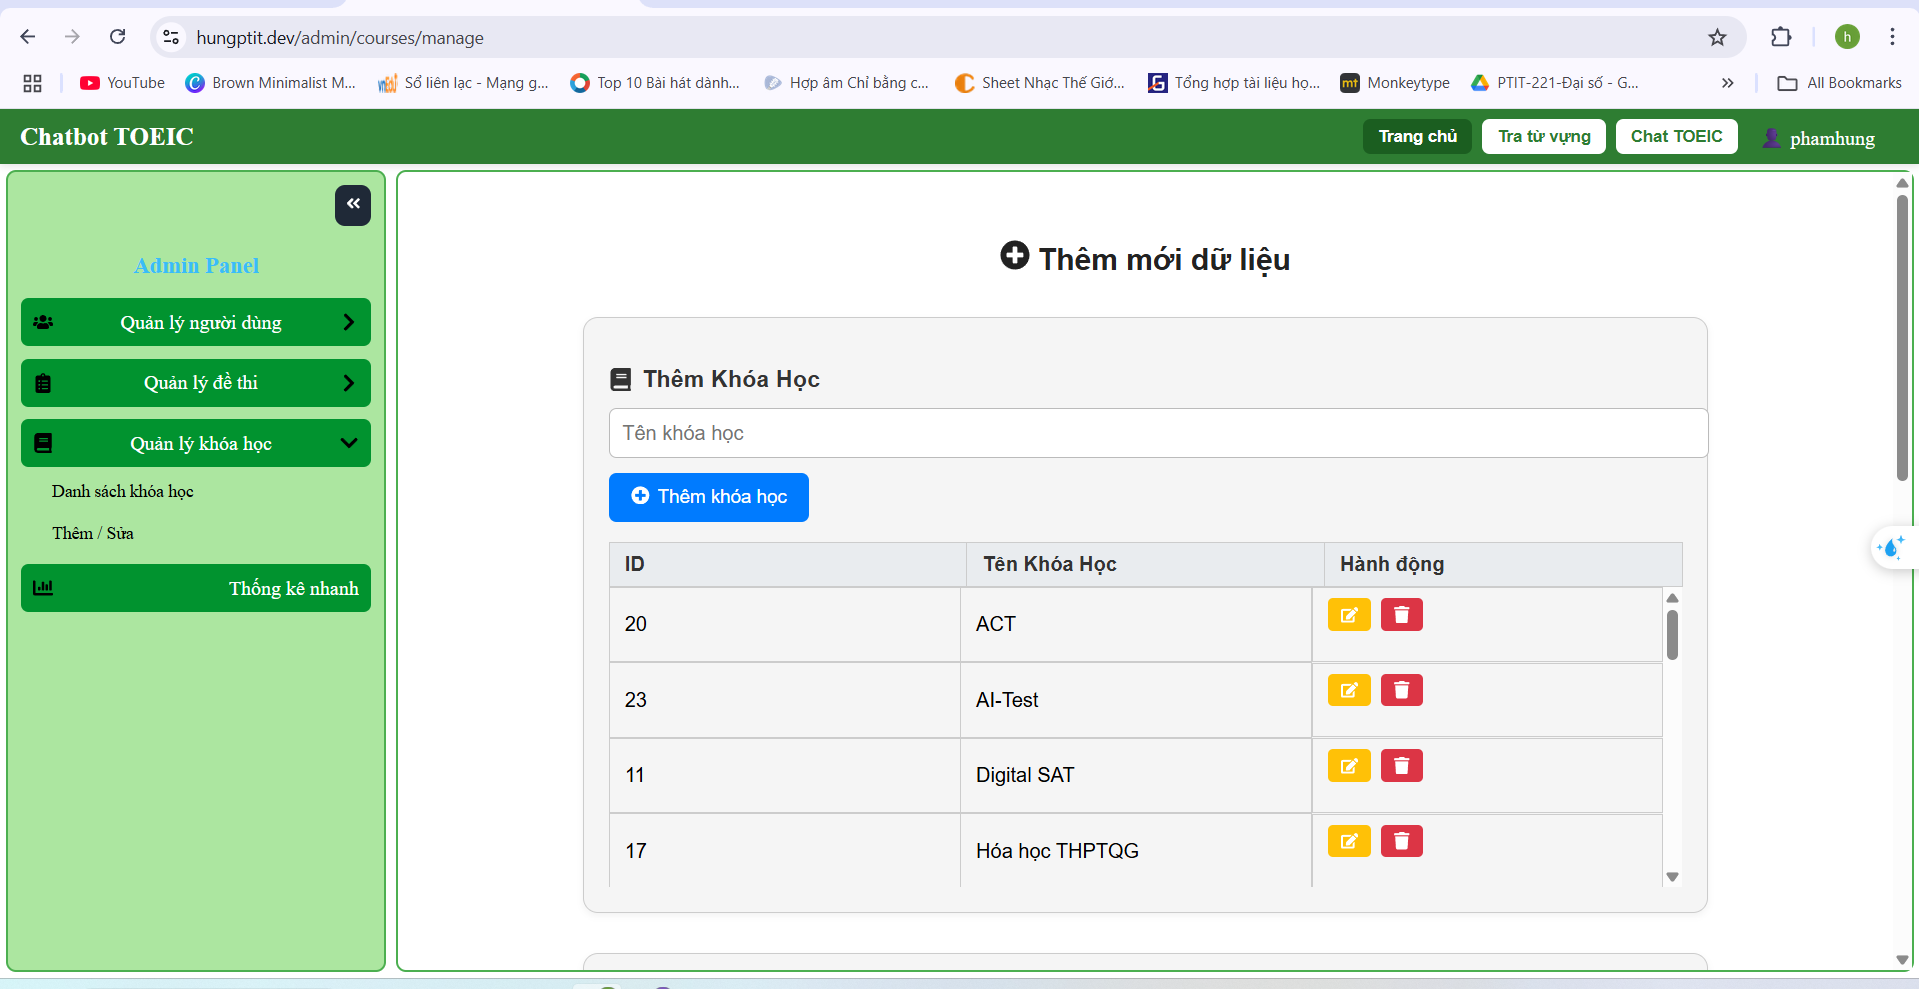 hungptit.dev/admin/courses/manage
h
YouTube
Brown Minimalist M...
Sổ liên lạc - Mạng g...
Top 10 Bài hát dành...
Hợp âm Chỉ bằng c...
Sheet Nhạc Thế Giớ...
Tổng hợp tài liệu họ...
mt
Monkeytype
PTIT-221-Đại số - G...
All Bookmarks
Chatbot TOEIC
Trang chủ
Tra từ vựng
Chat TOEIC
phamhung
Admin Panel
Quản lý người dùng
Quản lý đề thi
Quản lý khóa học
Danh sách khóa học
Thêm / Sửa
Thống kê nhanh
Thêm mới dữ liệu
Thêm Khóa Học
Tên khóa học
Thêm khóa học
ID Tên Khóa Học Hành động
20 ACT
23 AI-Test
11 Digital SAT
17 Hóa học THPTQG